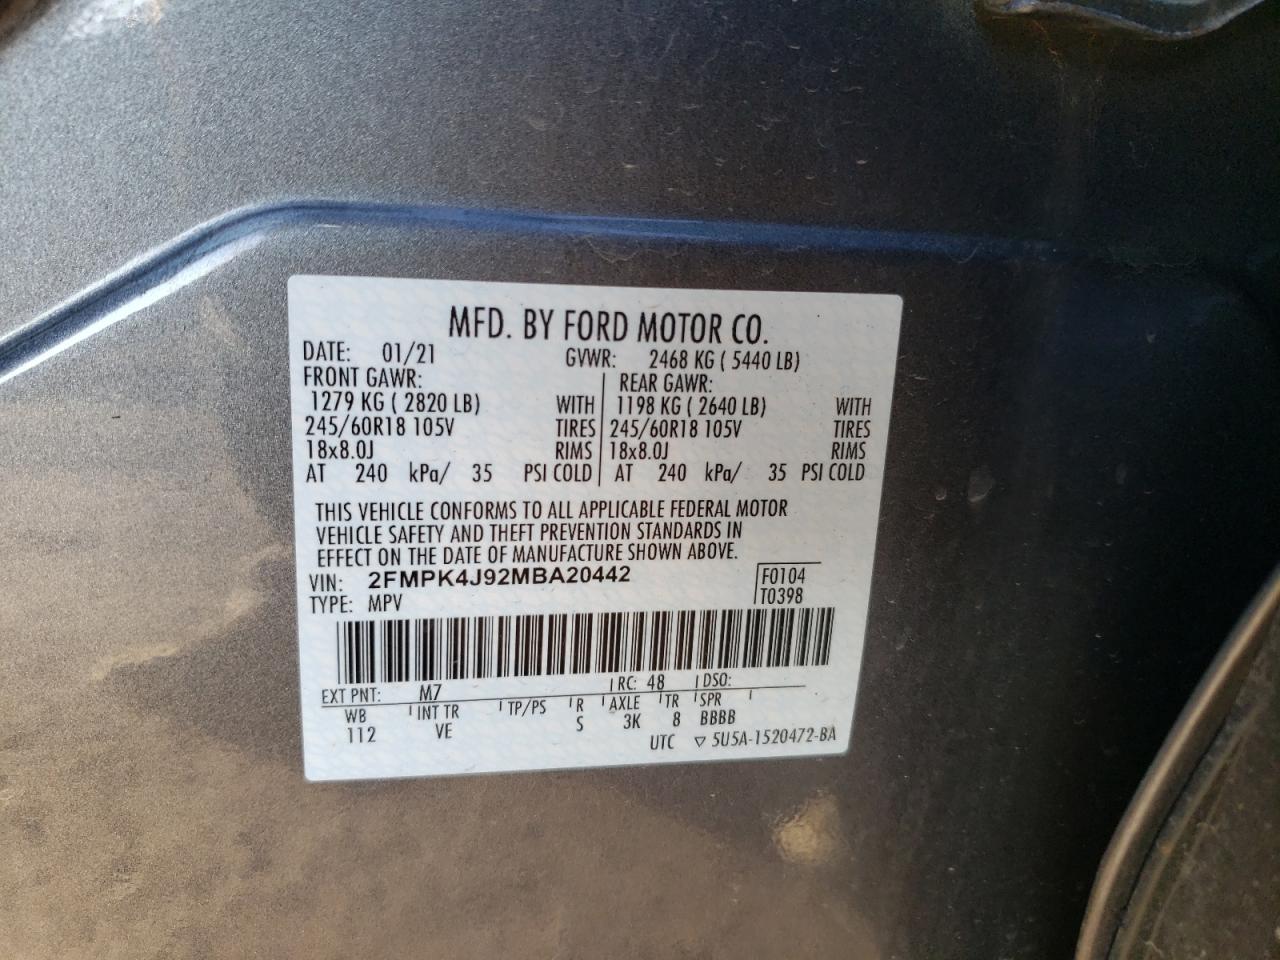 MFD. BY FORD MOTOR CO.
DATE: 01/21 GVWR: 2468 KG ( 5440 LB)
FRONT GAWR: REAR GAWR:
1279 KG ( 2820 LB) WITH 1198 KG ( 2640 LB) WITH
245/60R18 105V TIRES 245/60R18 105V TIRES
18x8.0J RIMS 18x8.0J RIMS
AT 240 kPa/ 35 PSI COLD AT 240 kPa/ 35 PSI COLD
THIS VEHICLE CONFORMS TO ALL APPLICABLE FEDERAL MOTOR
VEHICLE SAFETY AND THEFT PREVENTION STANDARDS IN
EFFECT ON THE DATE OF MANUFACTURE SHOWN ABOVE.
VIN: 2FMPK4J92MBA20442 F0104
TYPE: MPV T0398
EXT PNT: M7 RC: 48 DSO:
WB INT TR TP/PS R AXLE TR SPR
112 VE S 3K 8 BBBB
UTC ▽ 5U5A-1520472-BA